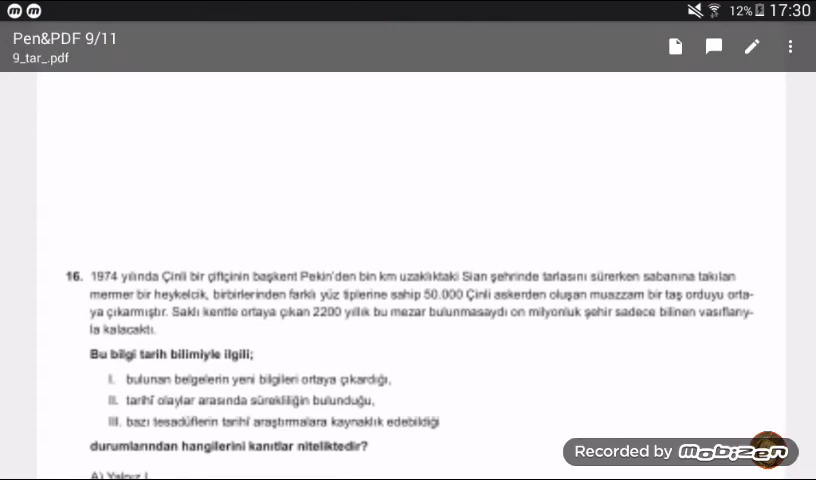 12% 17:30
Pen&PDF 9/11
9_tar_.pdf
16. 1974 yılında Çinli bir çiftçinin başkent Pekin'den bin km uzaklıktaki Sian şehrinde tarlasını sürerken sabanına takılan
mermer bir heykelcik, birbirlerinden farklı yüz tiplerine sahip 50.000 Çinli askerden oluşan muazzam bir taş orduyu orta-
ya çıkarmıştır. Saklı kentte ortaya çıkan 2200 yıllık bu mezar bulunmasaydı on milyonluk şehir sadece bilinen vasıflarıy-
la kalacaktı.
Bu bilgi tarih bilimiyle ilgili;
I. bulunan belgelerin yeni bilgileri ortaya çıkardığı,
II. tarihî olaylar arasında sürekliliğin bulunduğu,
III. bazı tesadüflerin tarihî araştırmalara kaynaklık edebildiği
durumlarından hangilerini kanıtlar niteliktedir?
A) Yalnız I
Recorded by Mobizen